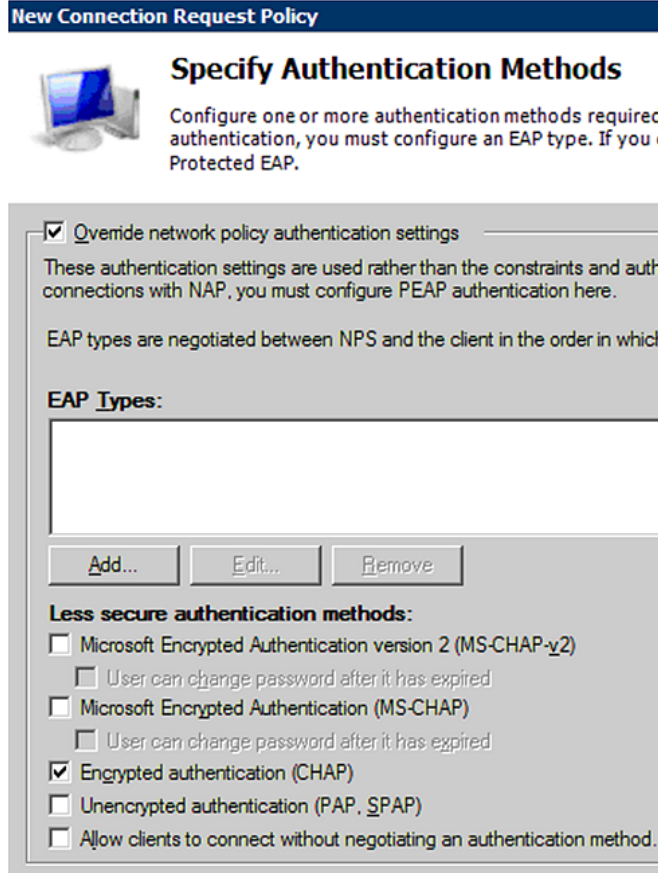 New Connection Request Policy
Specify Authentication Methods
Configure one or more authentication methods required
authentication, you must configure an EAP type. If you
Protected EAP.
Override network policy authentication settings
These authentication settings are used rather than the constraints and auth
connections with NAP, you must configure PEAP authentication here.
EAP types are negotiated between NPS and the client in the order in which
EAP Types:
Add... Edit... Remove
Less secure authentication methods:
Microsoft Encrypted Authentication version 2 (MS-CHAP-v2)
User can change password after it has expired
Microsoft Encrypted Authentication (MS-CHAP)
User can change password after it has expired
Encrypted authentication (CHAP)
Unencrypted authentication (PAP, SPAP)
Allow clients to connect without negotiating an authentication method.